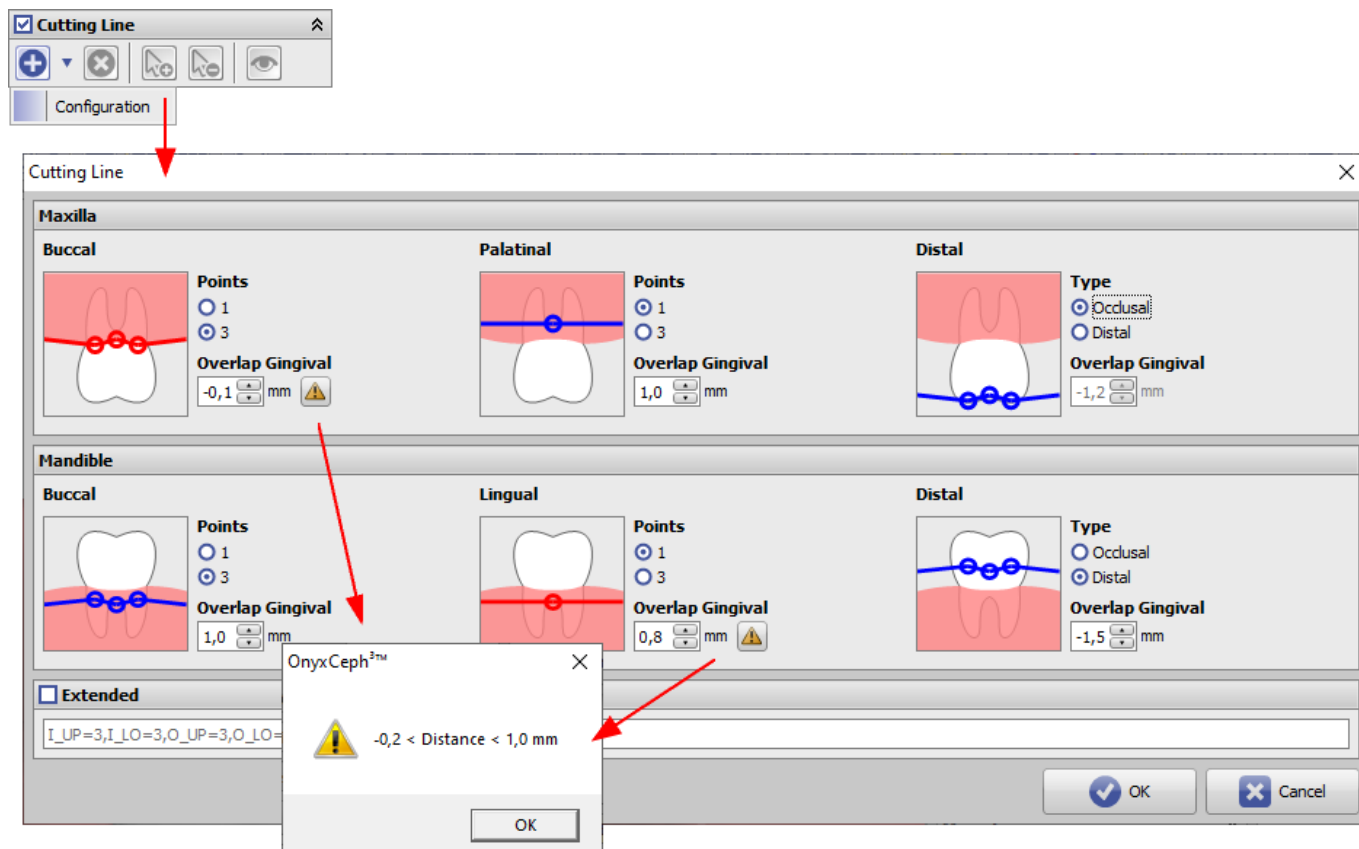 Cutting Line
Configuration
Cutting Line
Maxilla
Buccal
Points
1
3
Overlap Gingival
-0,1 mm
Palatinal
Points
1
3
Overlap Gingival
1,0 mm
Distal
Type
Occlusal
Distal
Overlap Gingival
-1,2 mm
Mandible
Buccal
Points
1
3
Overlap Gingival
1,0 mm
Lingual
Points
1
3
Overlap Gingival
0,8 mm
Distal
Type
Occlusal
Distal
Overlap Gingival
-1,5 mm
Extended
I_UP=3,I_LO=3,O_UP=3,O_LO=
OnyxCeph³™
-0,2 < Distance < 1,0 mm
OK
OK
Cancel